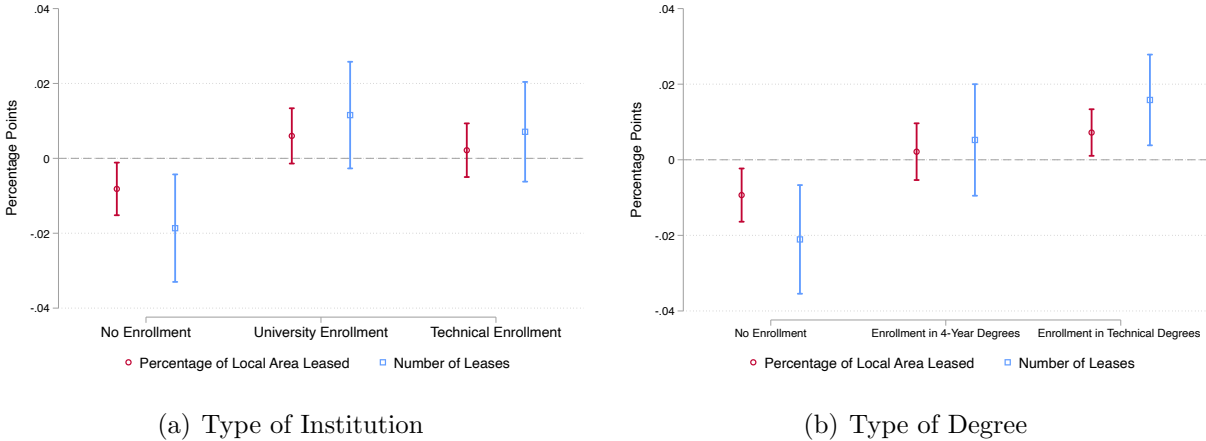 Percentage Points
.04
.02
0
-.02
-.04
No Enrollment
University Enrollment
Technical Enrollment
Percentage of Local Area Leased
Number of Leases
(a) Type of Institution
Percentage Points
.04
.02
0
-.02
-.04
No Enrollment
Enrollment in 4-Year Degrees
Enrollment in Technical Degrees
Percentage of Local Area Leased
Number of Leases
(b) Type of Degree